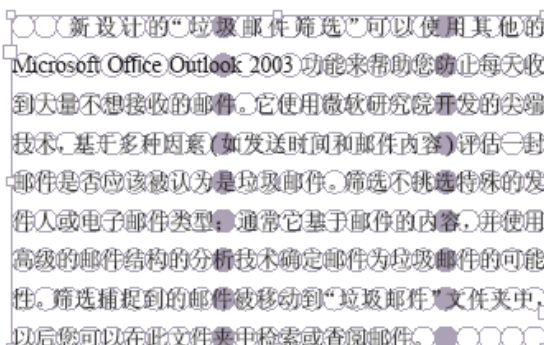 新设计的“垃圾邮件筛选”可以使用其他的
Microsoft Office Outlook 2003 功能来帮助您防止每天收
到大量不想接收的邮件。它使用微软研究院开发的尖端
技术，基于多种因素（如发送时间和邮件内容）评估一封
邮件是否应该被认为是垃圾邮件。筛选不挑选特殊的发
件人或电子邮件类型；通常它基于邮件的内容，并使用
高级的邮件结构的分析技术确定邮件为垃圾邮件的可能
性。筛选捕捉到的邮件被移动到“垃圾邮件”文件夹中，
以后您可以在此文件夹中检索或查阅邮件。